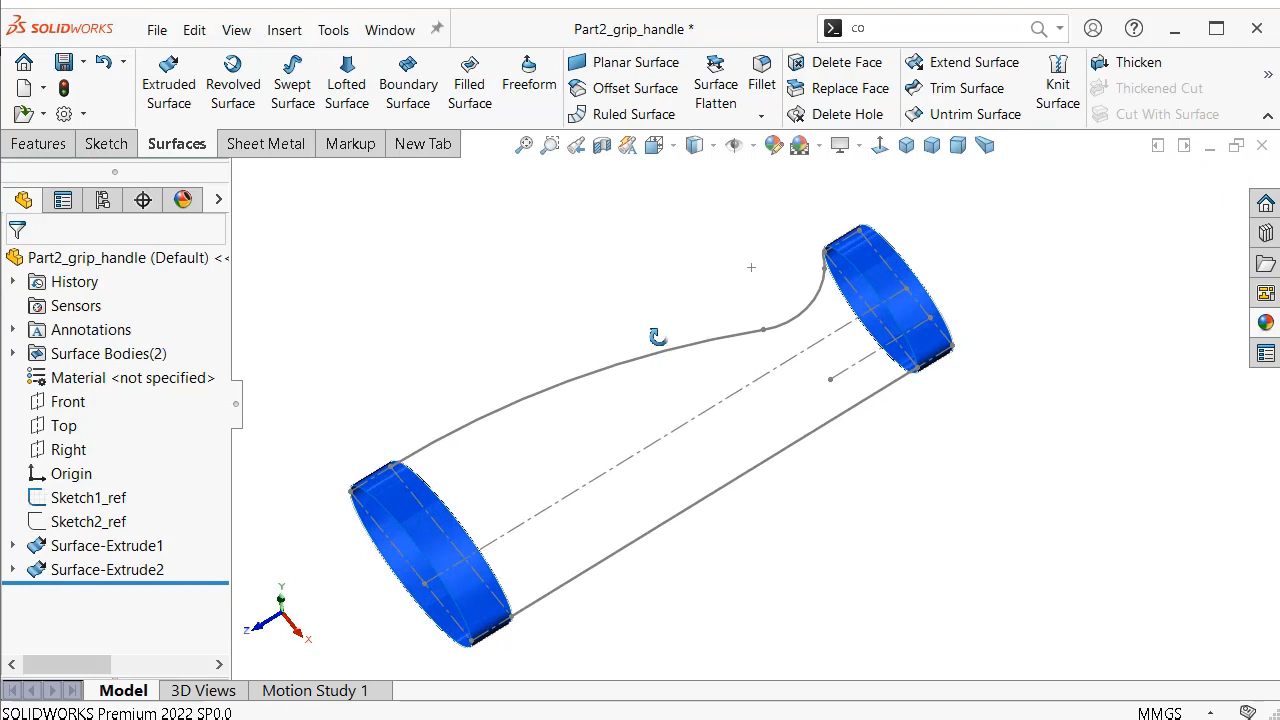 SOLIDWORKS File Edit View Insert Tools Window Part2_grip_handle * co
Extruded Surface
Revolved Surface
Swept Surface
Lofted Surface
Boundary Surface
Filled Surface
Freeform
Planar Surface
Offset Surface
Ruled Surface
Surface Flatten
Fillet
Delete Face
Replace Face
Delete Hole
Extend Surface
Trim Surface
Untrim Surface
Knit Surface
Thicken
Thickened Cut
Cut With Surface
Features Sketch Surfaces Sheet Metal Markup New Tab
Part2_grip_handle (Default) <<
History
Sensors
Annotations
Surface Bodies(2)
Material <not specified>
Front
Top
Right
Origin
Sketch1_ref
Sketch2_ref
Surface-Extrude1
Surface-Extrude2
Y
Z
X
Model 3D Views Motion Study 1
SOLIDWORKS Premium 2022 SP0.0 MMGS